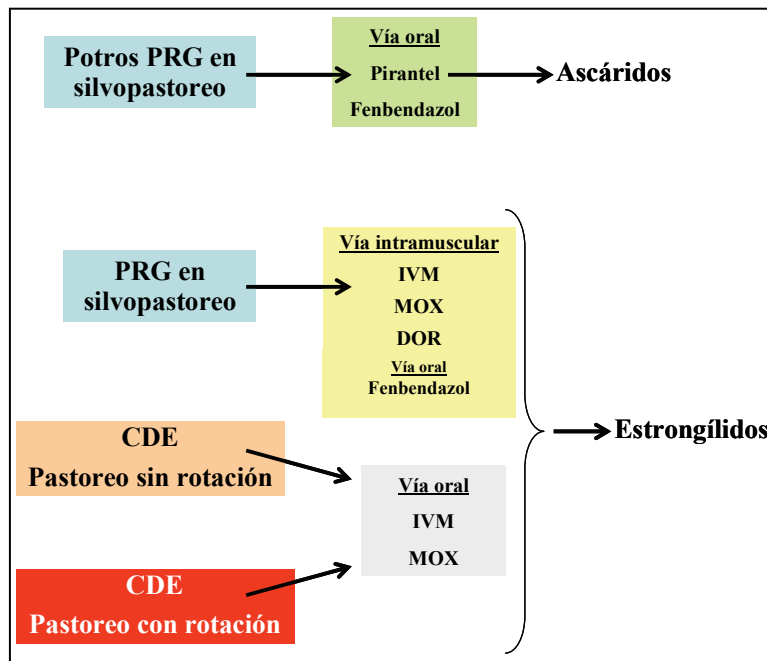 Potros PRG en
silvopastoreo
Vía oral
Pirantel
Fenbendazol
Ascáridos
PRG en
silvopastoreo
Vía intramuscular
IVM
MOX
DOR
Vía oral
Fenbendazol
CDE
Pastoreo sin rotación
Vía oral
IVM
MOX
CDE
Pastoreo con rotación
Estrongílidos